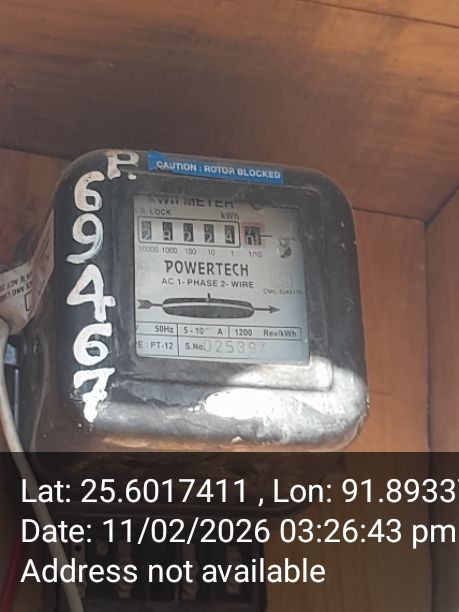 P.
69467
CAUTION : ROTOR BLOCKED
kWh METER
R. LOCK kWh
10000 1000 100 10 1 1/10
POWERTECH
AC 1- PHASE 2- WIRE
50Hz 5 - 10 A 1200 Rev/kWh
E : PT-12 S.No.
Lat: 25.6017411 , Lon: 91.8933
Date: 11/02/2026 03:26:43 pm
Address not available